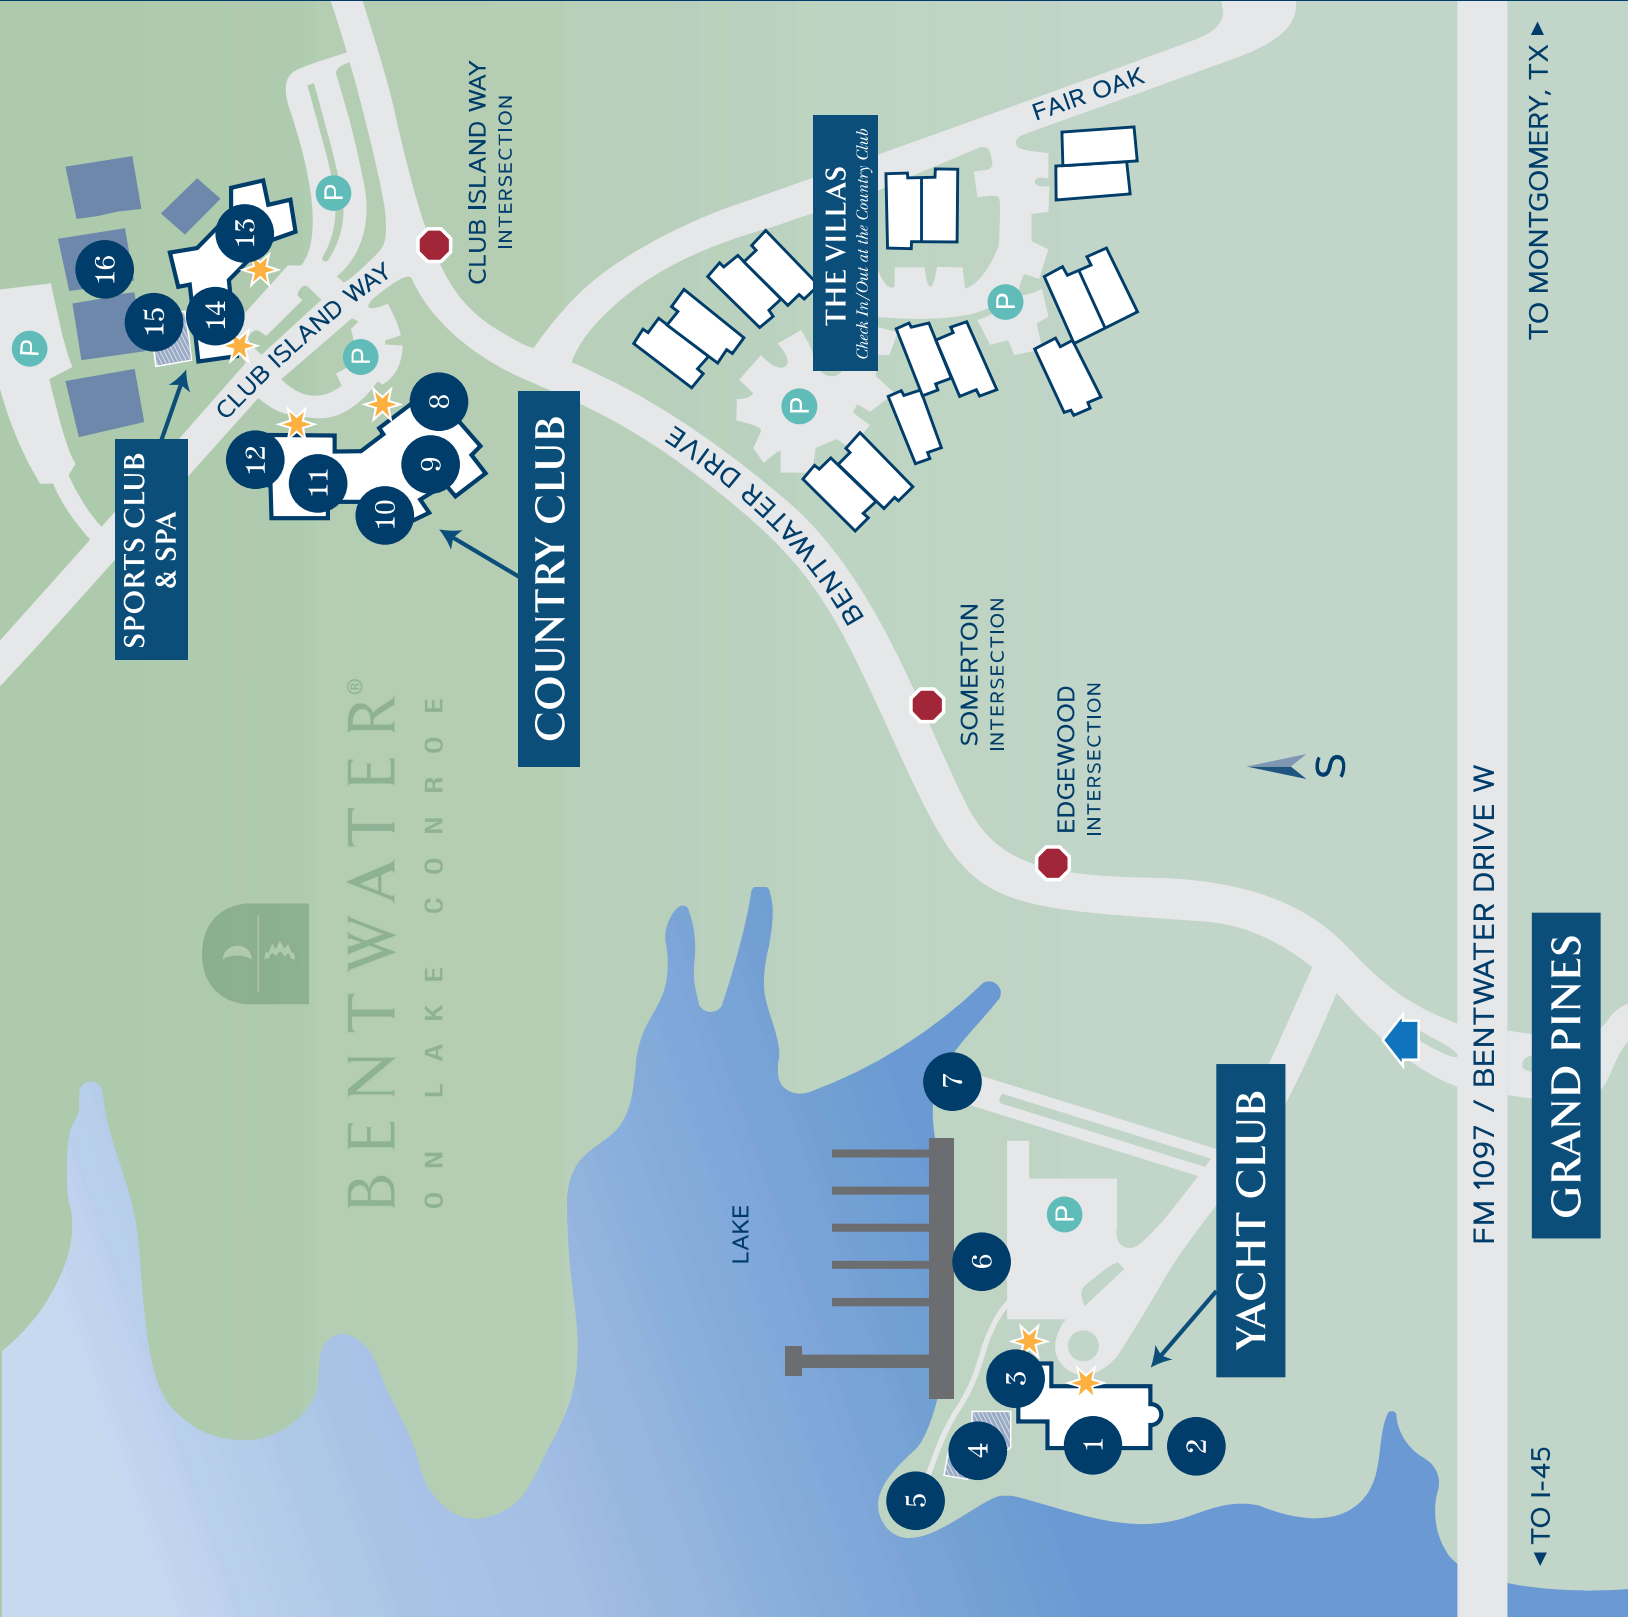 BENTWATER®
ON LAKE CONROE
SPORTS CLUB
& SPA
CLUB ISLAND WAY
COUNTRY CLUB
CLUB ISLAND WAY
INTERSECTION
BENTWATER DRIVE
THE VILLAS
Check In/Out at the Country Club
FAIR OAK
SOMERTON
INTERSECTION
EDGEWOOD
INTERSECTION
LAKE
YACHT CLUB
S
FM 1097 / BENTWATER DRIVE W
GRAND PINES
◄ TO I-45
TO MONTGOMERY, TX ►
1
2
3
4
5
6
7
8
9
10
11
12
13
14
15
16
P
P
P
P
P
P